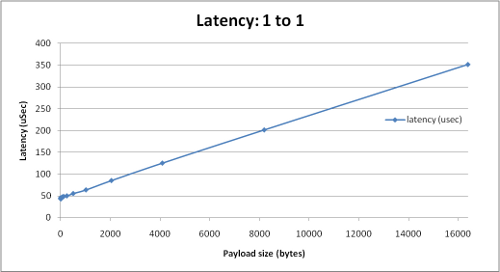 Latency: 1 to 1
400
350
300
250
200
150
100
50
0
Latency (uSec)
latency (usec)
0 2000 4000 6000 8000 10000 12000 14000 16000
Payload size (bytes)